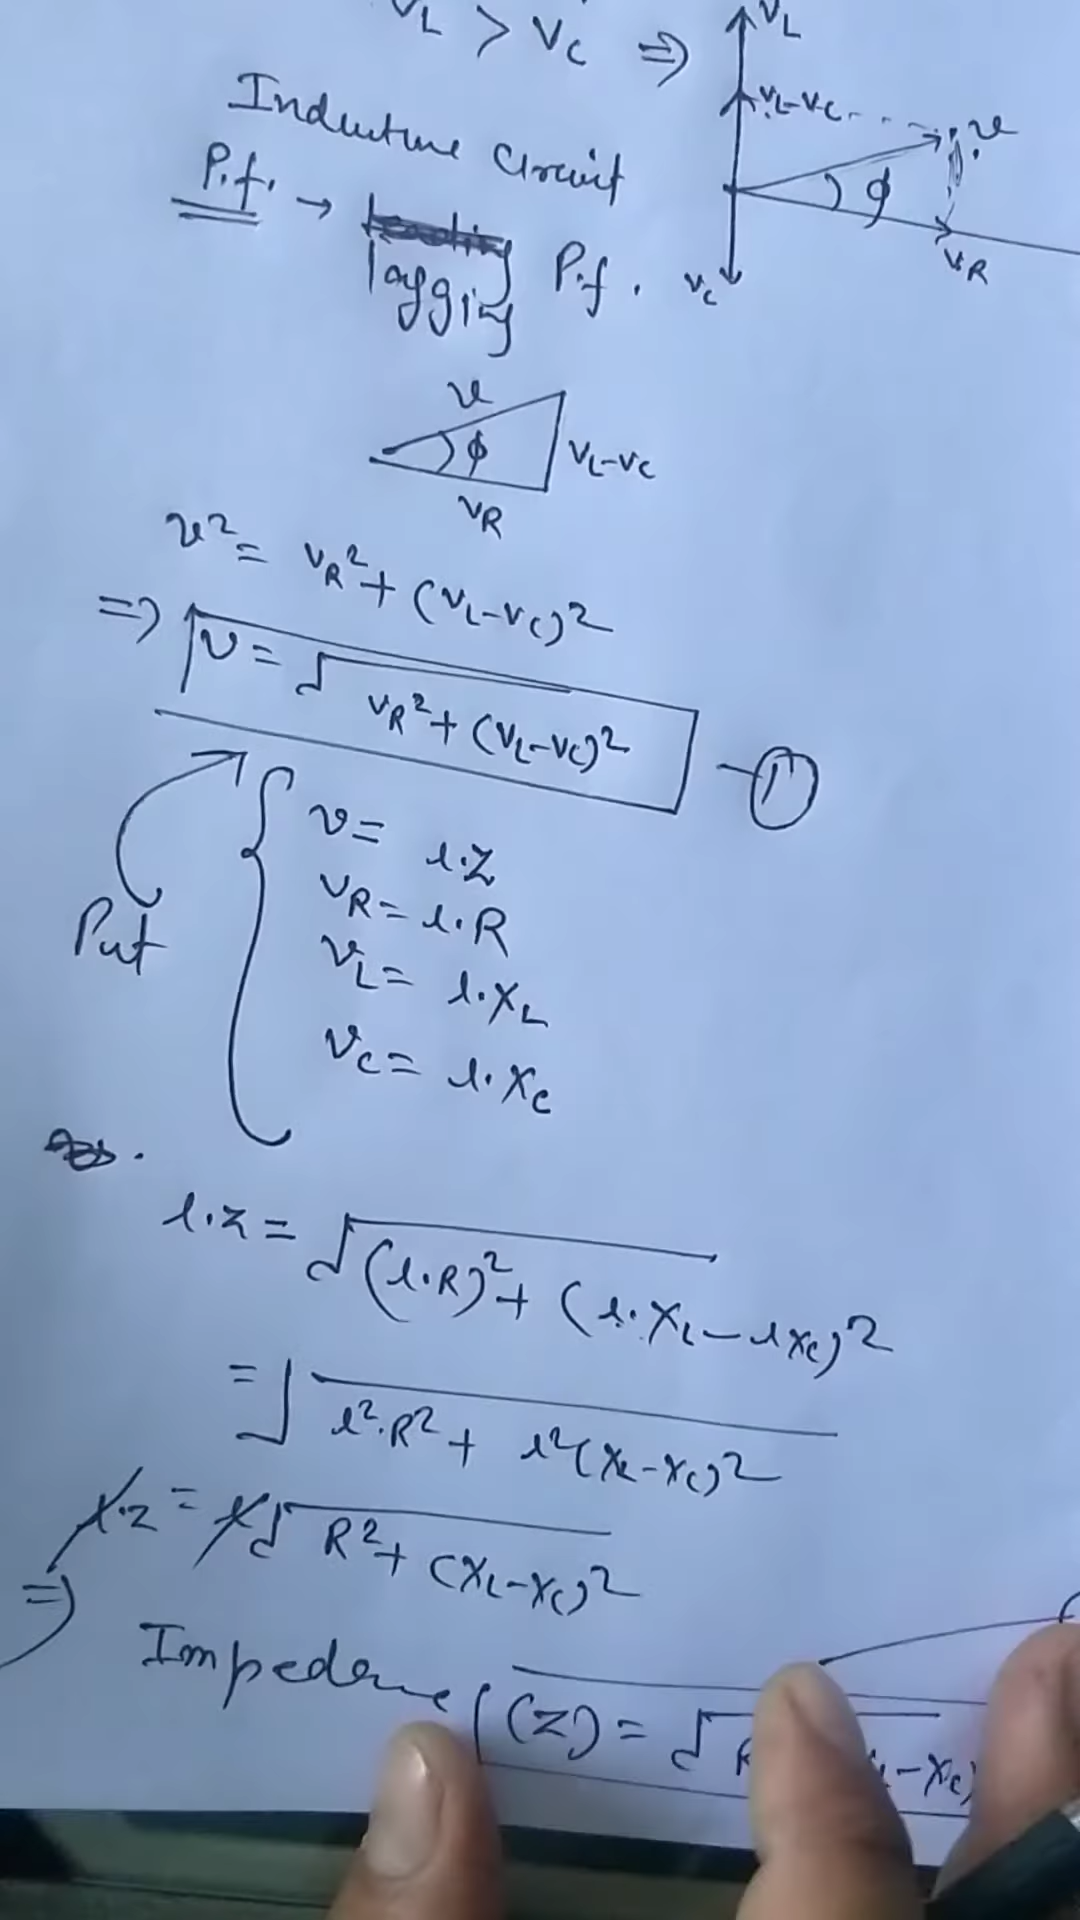 VL > VC ⇒
VL
VL-VC
v
ϕ
VR
VC
Inductive Circuit
P.f. → lagging P.f.
v
ϕ
VL-VC
VR
v² = VR² + (VL-VC)²
⇒ v = √VR² + (VL-VC)² - ①
Put
v = i.Z
VR = i.R
VL = i.XL
VC = i.XC
i.z = √(i.R)² + (i.XL - iXC)²
= √i².R² + i²(XL-XC)²
i.z = i√R² + (XL-XC)²
⇒
Impedance (Z) = √R -XC)